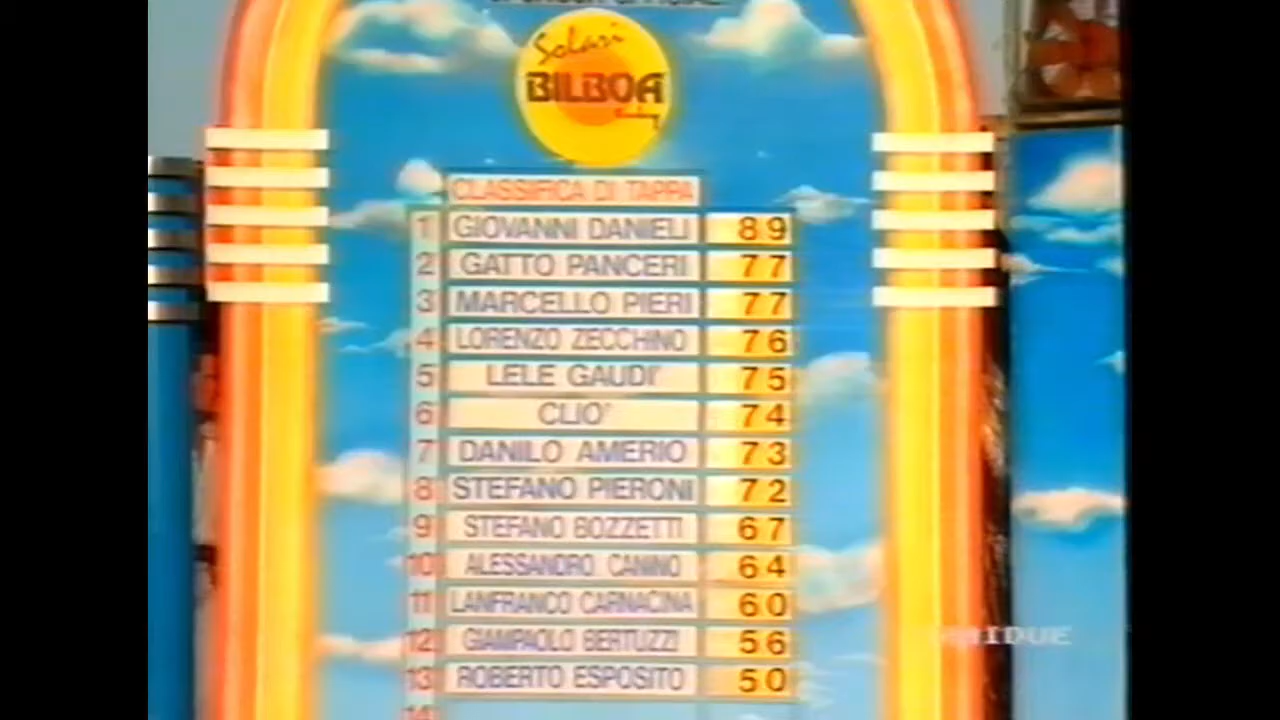 Solari
BILBOA
CLASSIFICA DI TAPPA
1 GIOVANNI DANIELI 89
2 GATTO PANCERI 77
3 MARCELLO PIERI 77
4 LORENZO ZECCHINO 76
5 LELE GAUDI' 75
6 CLIO' 74
7 DANILO AMERIO 73
8 STEFANO PIERONI 72
9 STEFANO BOZZETTI 67
10 ALESSANDRO CANINO 64
11 LANFRANCO CARNACINA 60
12 GIAMPAOLO BERTUZZI 56
13 ROBERTO ESPOSITO 50
14
RAIDUE